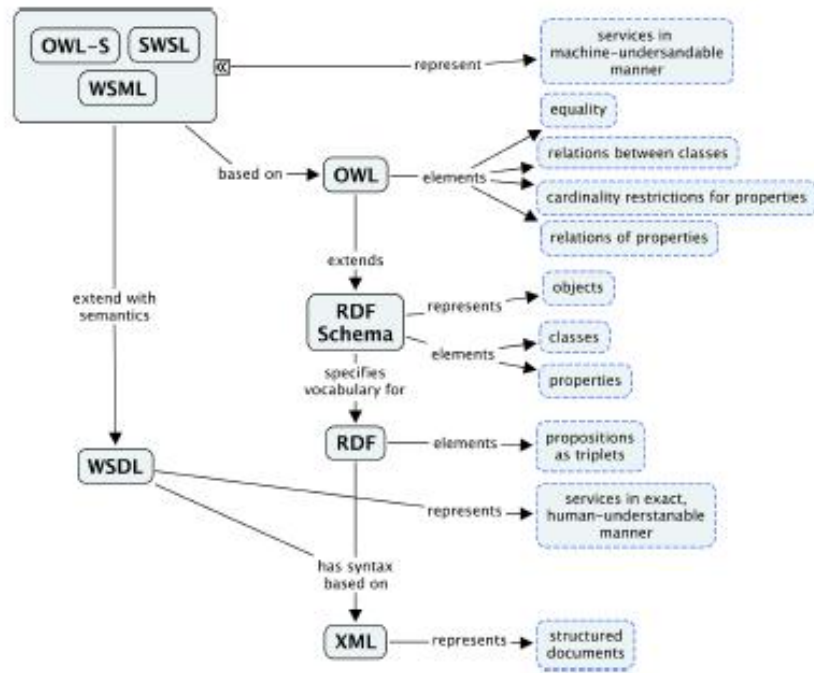 OWL-S
SWSL
WSML
represent
services in
machine-undersandable
manner
based on
OWL
elements
equality
relations between classes
cardinality restrictions for properties
relations of properties
extends
extend with
semantics
RDF
Schema
represents
objects
elements
classes
properties
specifies
vocabulary for
RDF
elements
propositions
as triplets
WSDL
represents
services in exact,
human-understanable
manner
has syntax
based on
XML
represents
structured
documents